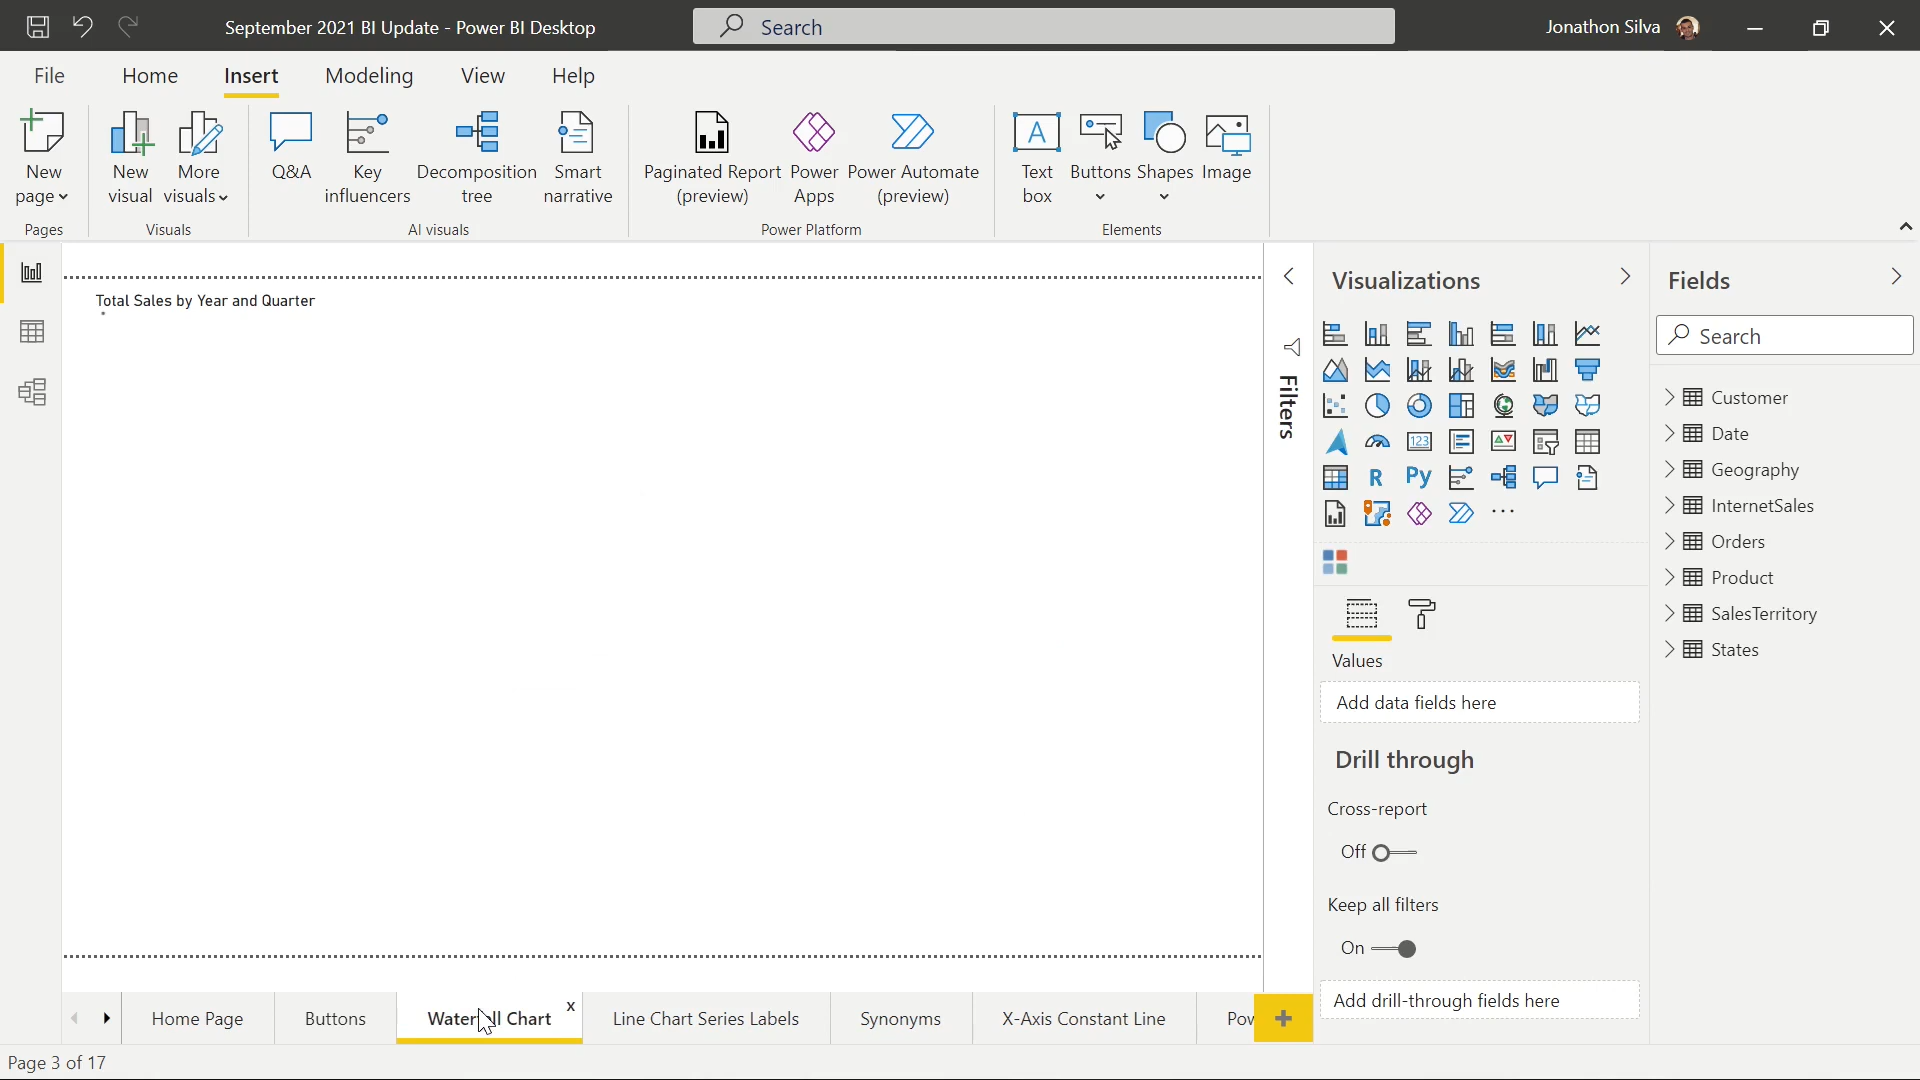 September 2021 BI Update - Power BI Desktop
Search
Jonathon Silva
File
Home
Insert
Modeling
View
Help
New page
New visual
More visuals
Q&A
Key influencers
Decomposition tree
Smart narrative
Paginated Report (preview)
Power Apps
Power Automate (preview)
Text box
Buttons
Shapes
Image
Pages
Visuals
AI visuals
Power Platform
Elements
Total Sales by Year and Quarter
Filters
Visualizations
123
R
Py
Values
Add data fields here
Drill through
Cross-report
Off
Keep all filters
On
Add drill-through fields here
Fields
Search
Customer
Date
Geography
InternetSales
Orders
Product
SalesTerritory
States
Home Page
Buttons
Waterfall Chart
x
Line Chart Series Labels
Synonyms
X-Axis Constant Line
Pow
+
Page 3 of 17